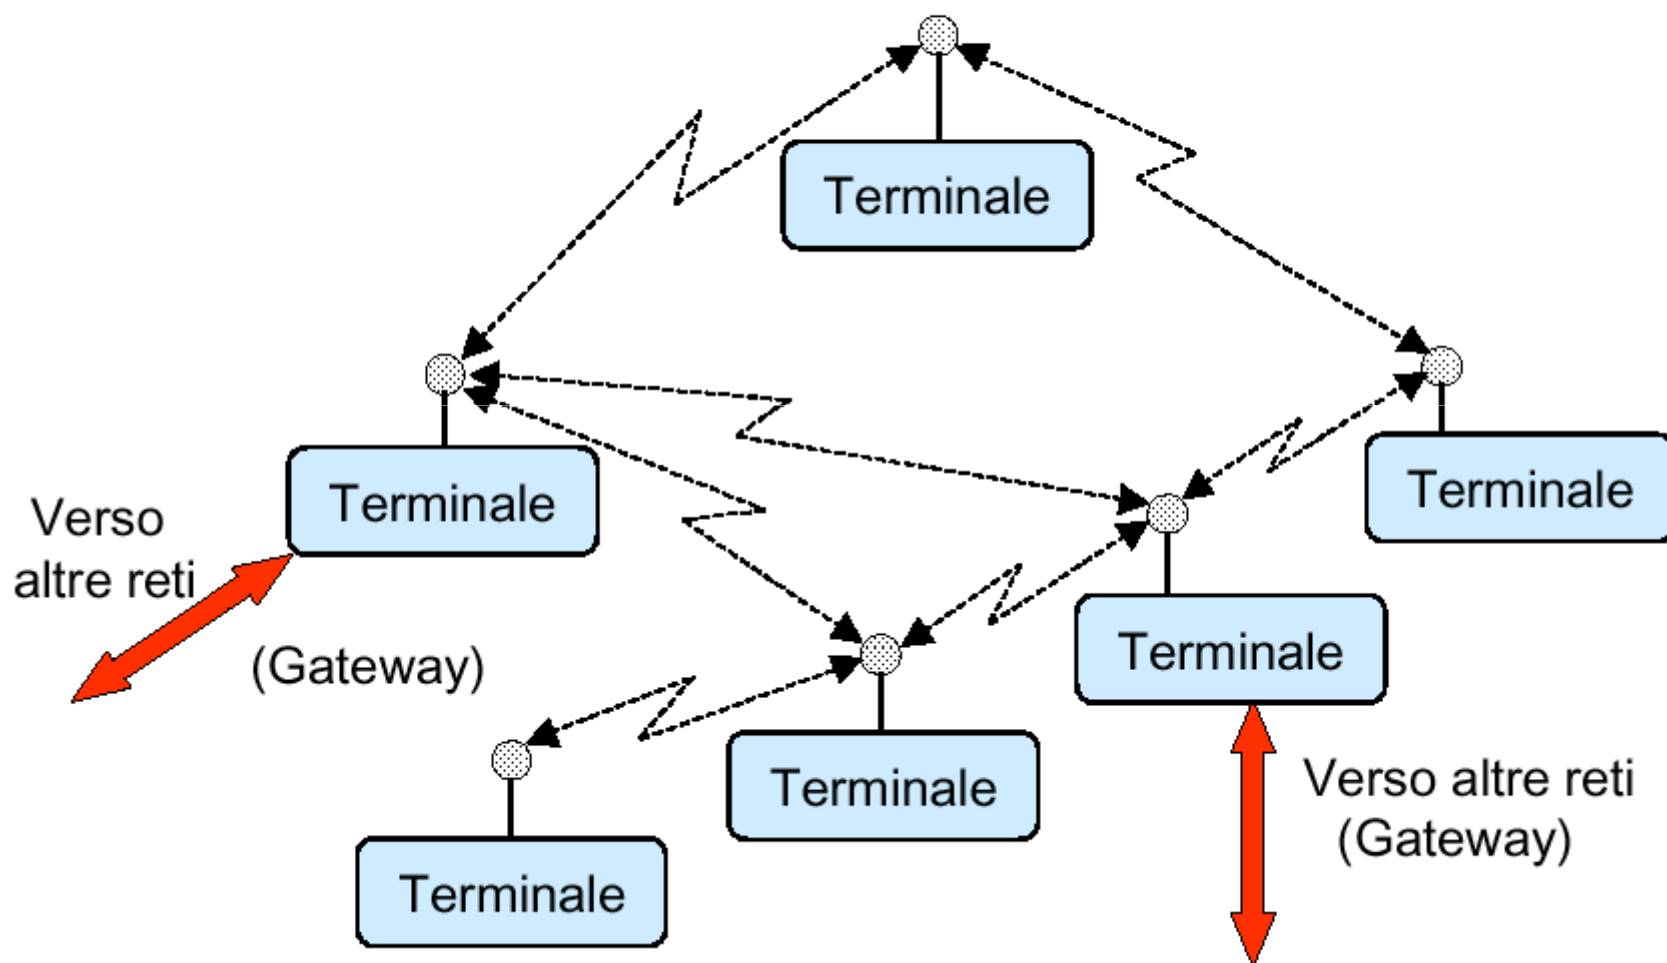 Terminale
Terminale
Terminale
Verso
altre reti
(Gateway)
Terminale
Terminale
Verso altre reti
(Gateway)
Terminale